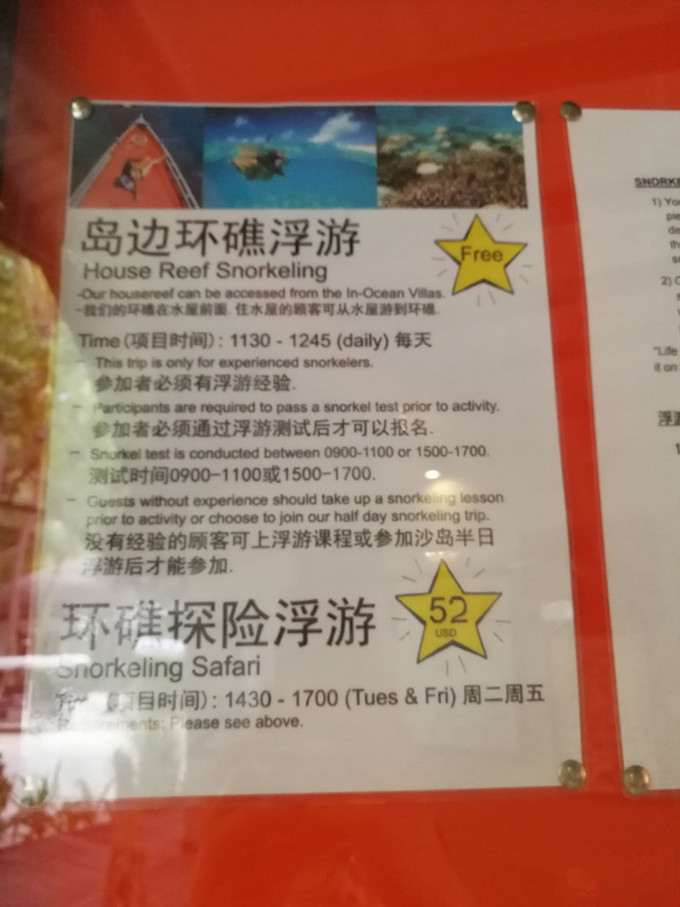 岛边环礁浮游
Free
House Reef Snorkeling
-Our housereef can be accessed from the In-Ocean Villas.
-我们的环礁在水屋前面. 住水屋的顾客可从水屋游到环礁.
Time (项目时间): 1130 - 1245 (daily) 每天
- This trip is only for experienced snorkelers.
参加者必须有浮游经验.
- Participants are required to pass a snorkel test prior to activity.
参加者必须通过浮游测试后才可以报名.
- Snorkel test is conducted between 0900-1100 or 1500-1700.
测试时间0900-1100或1500-1700.
- Guests without experience should take up a snorkeling lesson
prior to activity or choose to join our half day snorkeling trip.
没有经验的顾客可上浮游课程或参加沙岛半日
浮游后才能参加.
环礁探险浮游
52
USD
Snorkeling Safari
Time (项目时间): 1430 - 1700 (Tues & Fri) 周二周五
Requirements: Please see above.
1)
2)
"Life
it on